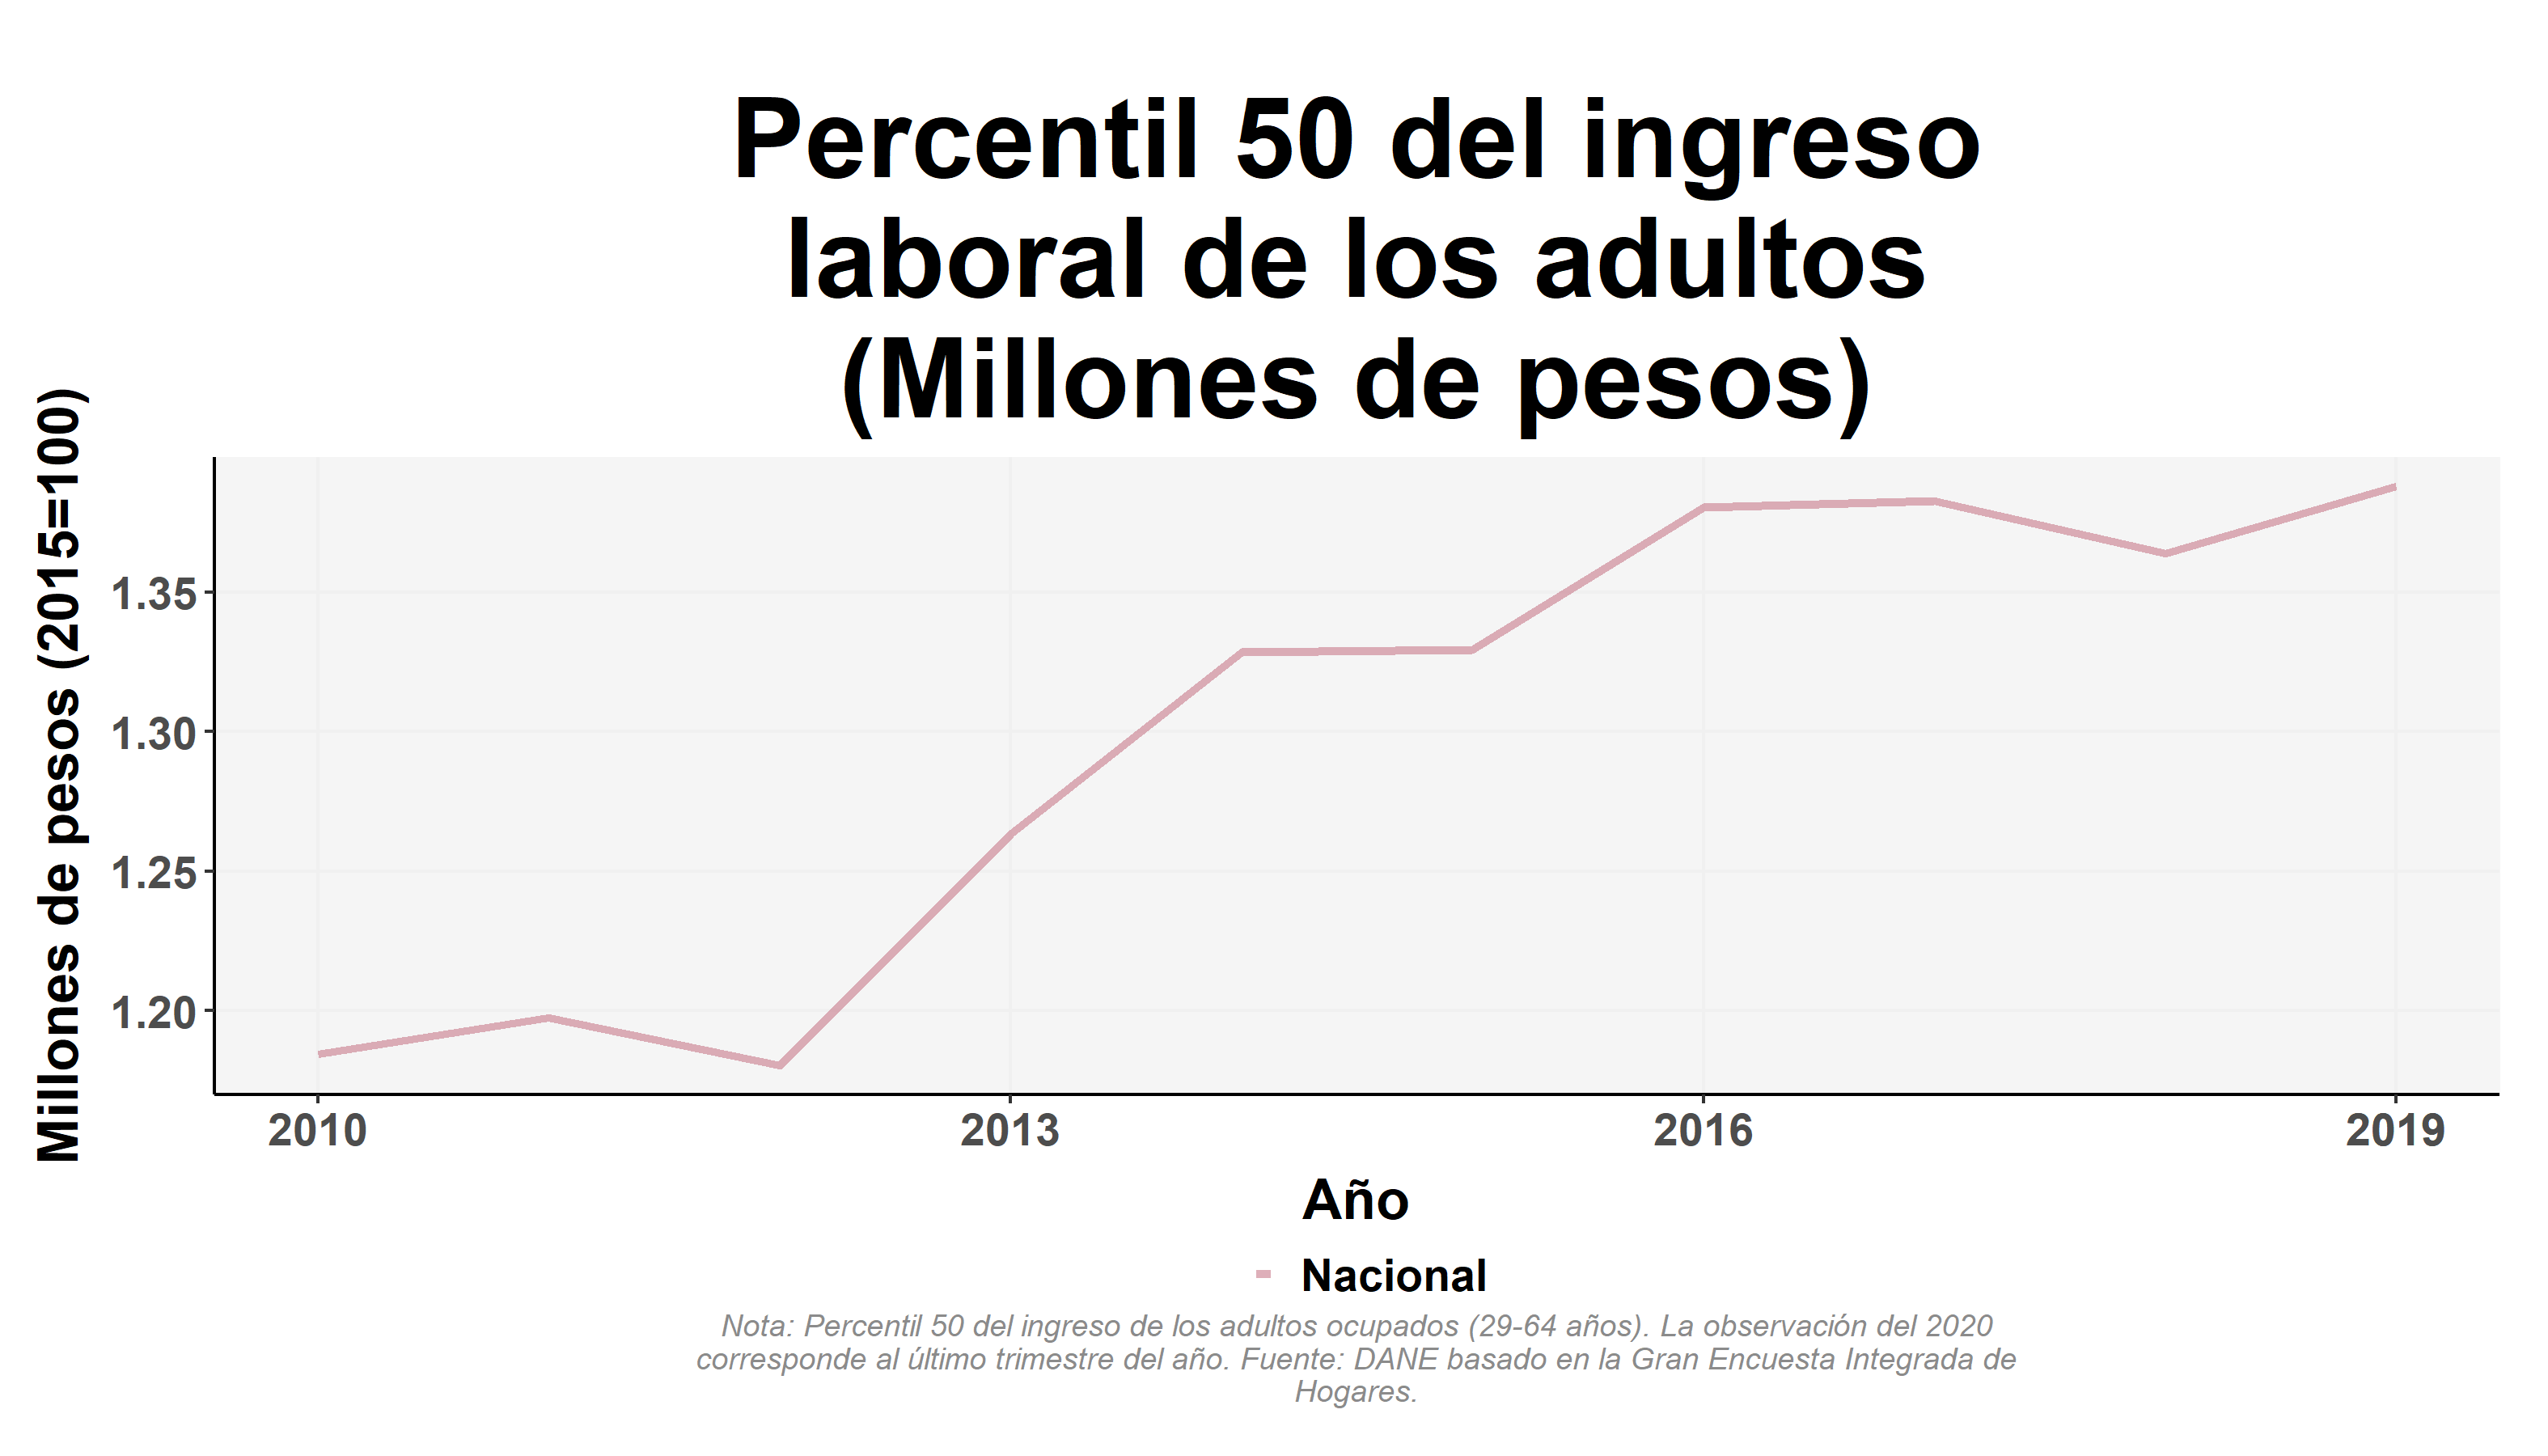 Percentil 50 del ingreso
laboral de los adultos
(Millones de pesos)
Millones de pesos (2015=100)
1.35
1.30
1.25
1.20
2010
2013
2016
2019
Año
Nacional
Nota: Percentil 50 del ingreso de los adultos ocupados (29-64 años). La observación del 2020
corresponde al último trimestre del año. Fuente: DANE basado en la Gran Encuesta Integrada de
Hogares.